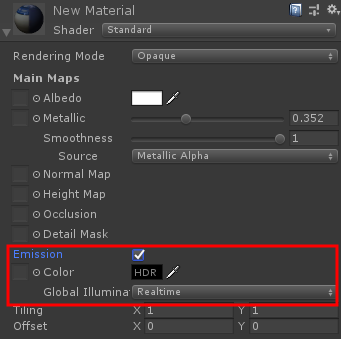 New Material
Shader Standard
Rendering Mode Opaque
Main Maps
Albedo
Metallic 0.352
Smoothness 1
Source Metallic Alpha
Normal Map
Height Map
Occlusion
Detail Mask
Emission
Color HDR
Global Illuminat Realtime
Tiling X 1 Y 1
Offset X 0 Y 0